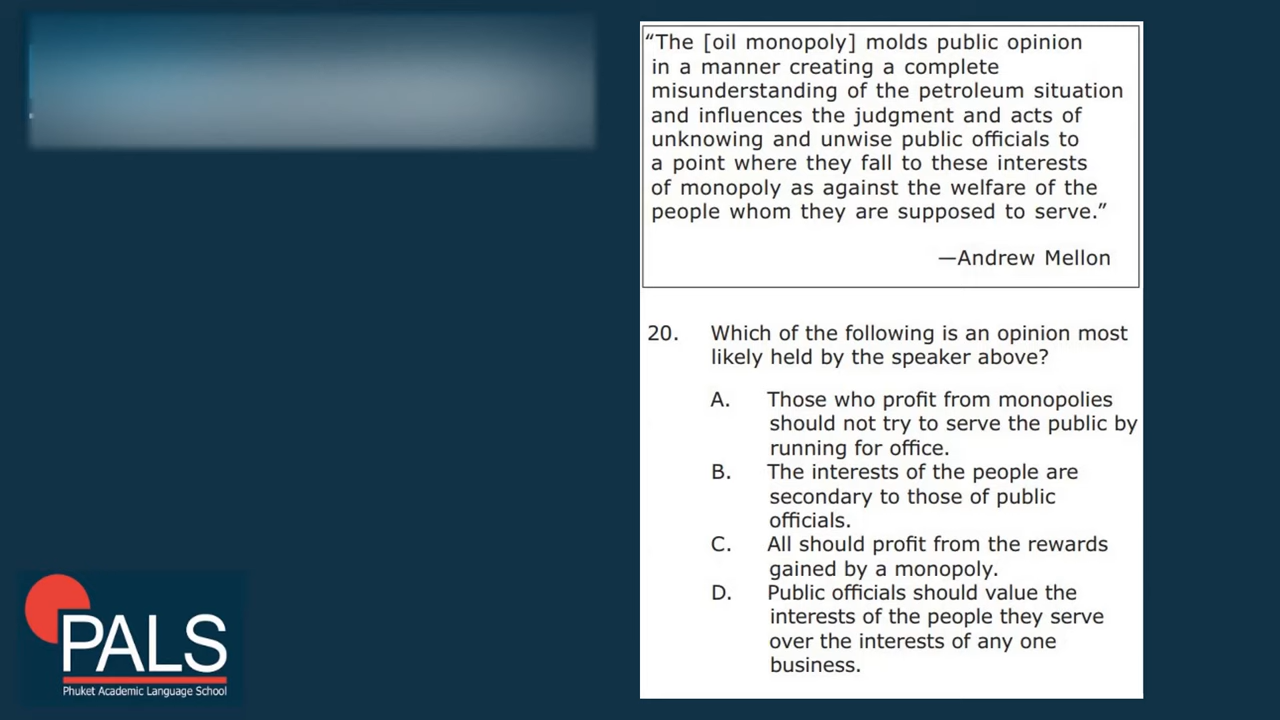 “The [oil monopoly] molds public opinion
in a manner creating a complete
misunderstanding of the petroleum situation
and influences the judgment and acts of
unknowing and unwise public officials to
a point where they fall to these interests
of monopoly as against the welfare of the
people whom they are supposed to serve.”
—Andrew Mellon
20. Which of the following is an opinion most
likely held by the speaker above?
A. Those who profit from monopolies
should not try to serve the public by
running for office.
B. The interests of the people are
secondary to those of public
officials.
C. All should profit from the rewards
gained by a monopoly.
D. Public officials should value the
interests of the people they serve
over the interests of any one
business.
PALS
Phuket Academic Language School